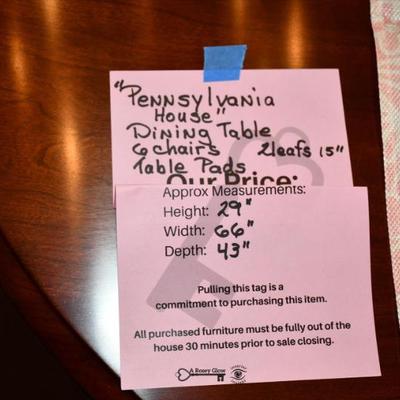 "Pennsylvania
House"
Dining Table
6 chairs 2 leafs 15"
Table Pads
Our Price:
Approx Measurements:
Height: 29"
Width: 66"
Depth: 43"
Pulling this tag is a
commitment to purchasing this item.
All purchased furniture must be fully out of the
house 30 minutes prior to sale closing.
A Rosey Glow